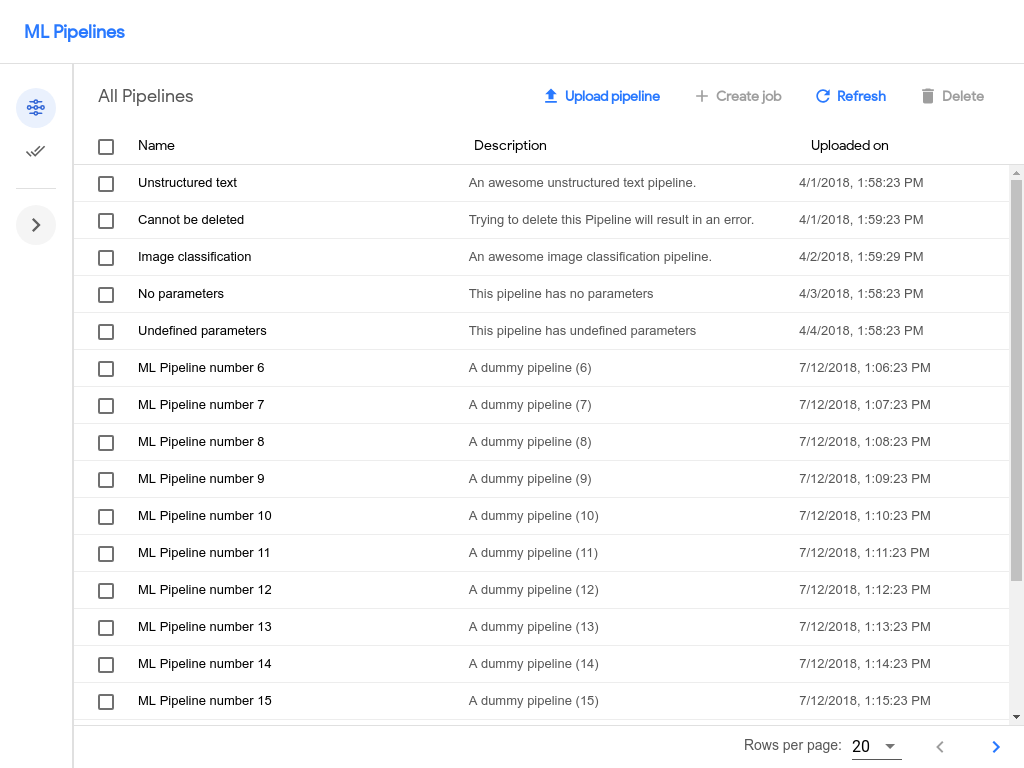 ML Pipelines
All Pipelines Upload pipeline Create job Refresh Delete
Name Description Uploaded on
Unstructured text An awesome unstructured text pipeline. 4/1/2018, 1:58:23 PM
Cannot be deleted Trying to delete this Pipeline will result in an error. 4/1/2018, 1:59:23 PM
Image classification An awesome image classification pipeline. 4/2/2018, 1:59:29 PM
No parameters This pipeline has no parameters 4/3/2018, 1:58:23 PM
Undefined parameters This pipeline has undefined parameters 4/4/2018, 1:58:23 PM
ML Pipeline number 6 A dummy pipeline (6) 7/12/2018, 1:06:23 PM
ML Pipeline number 7 A dummy pipeline (7) 7/12/2018, 1:07:23 PM
ML Pipeline number 8 A dummy pipeline (8) 7/12/2018, 1:08:23 PM
ML Pipeline number 9 A dummy pipeline (9) 7/12/2018, 1:09:23 PM
ML Pipeline number 10 A dummy pipeline (10) 7/12/2018, 1:10:23 PM
ML Pipeline number 11 A dummy pipeline (11) 7/12/2018, 1:11:23 PM
ML Pipeline number 12 A dummy pipeline (12) 7/12/2018, 1:12:23 PM
ML Pipeline number 13 A dummy pipeline (13) 7/12/2018, 1:13:23 PM
ML Pipeline number 14 A dummy pipeline (14) 7/12/2018, 1:14:23 PM
ML Pipeline number 15 A dummy pipeline (15) 7/12/2018, 1:15:23 PM
Rows per page: 20